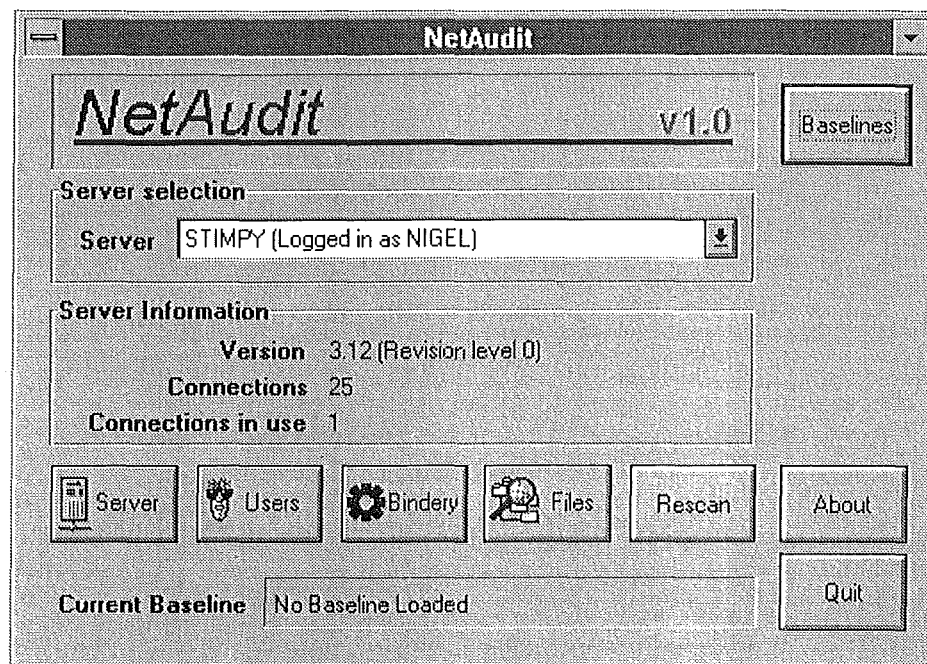 NetAudit
NetAudit v1.0
Baselines
Server selection
Server STIMPY (Logged in as NIGEL)
Server Information
Version 3.12 (Revision level 0)
Connections 25
Connections in use 1
Server Users Bindery Files Rescan About
Quit
Current Baseline No Baseline Loaded